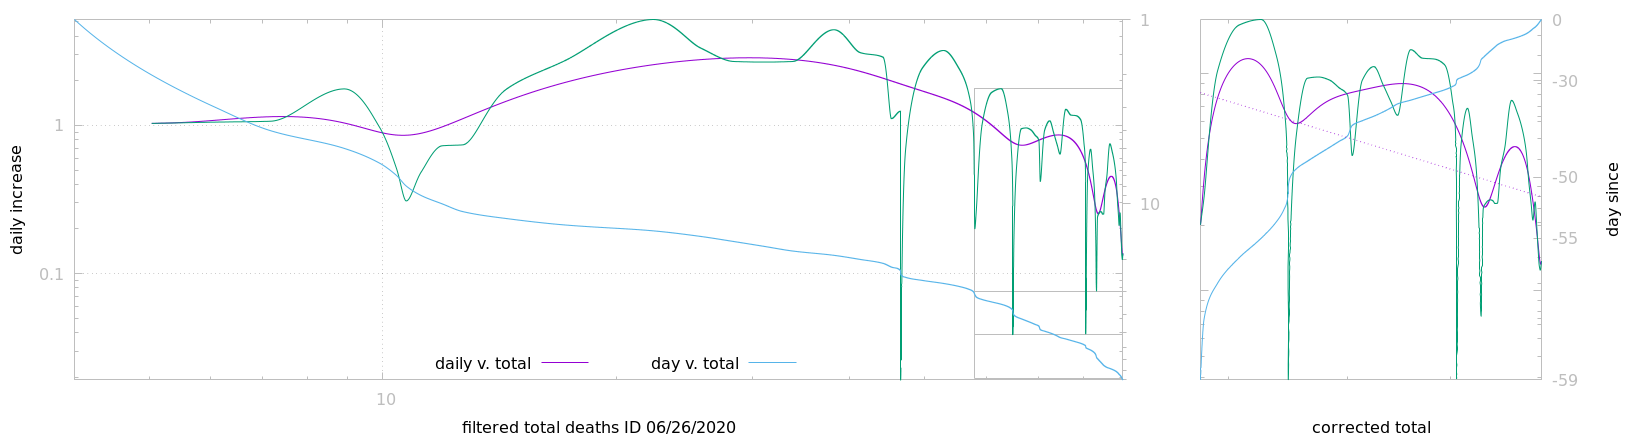 1
0
-30
1
daily increase
10
-50
day since
-55
0.1
daily v. total
day v. total
-59
10
filtered total deaths ID 06/26/2020
corrected total